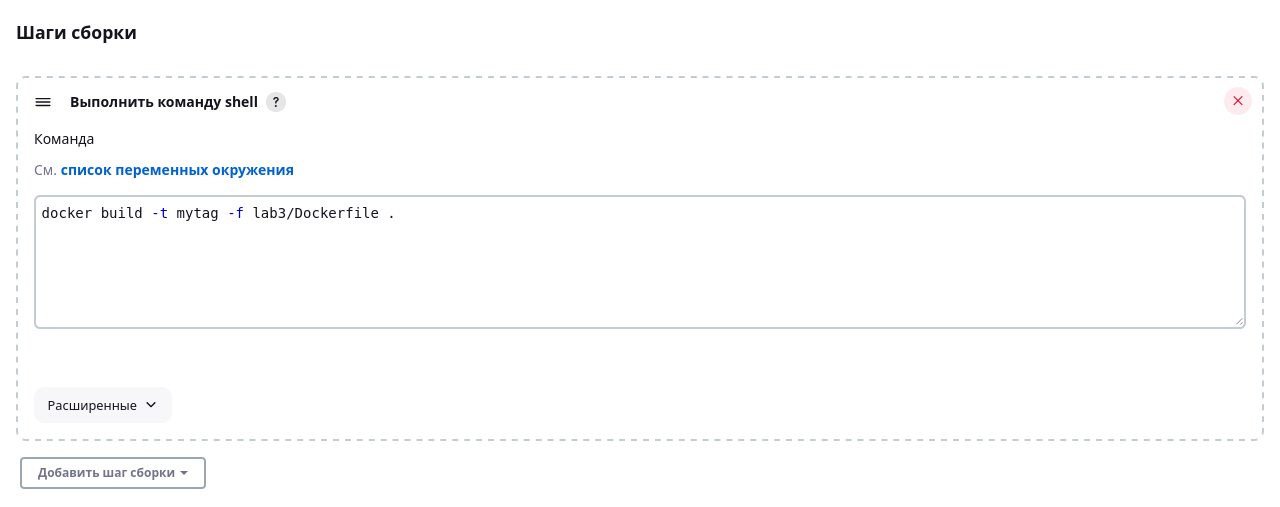 Шаги сборки
Выполнить команду shell ?
Команда
См. список переменных окружения
docker build -t mytag -f lab3/Dockerfile .
Расширенные
Добавить шаг сборки